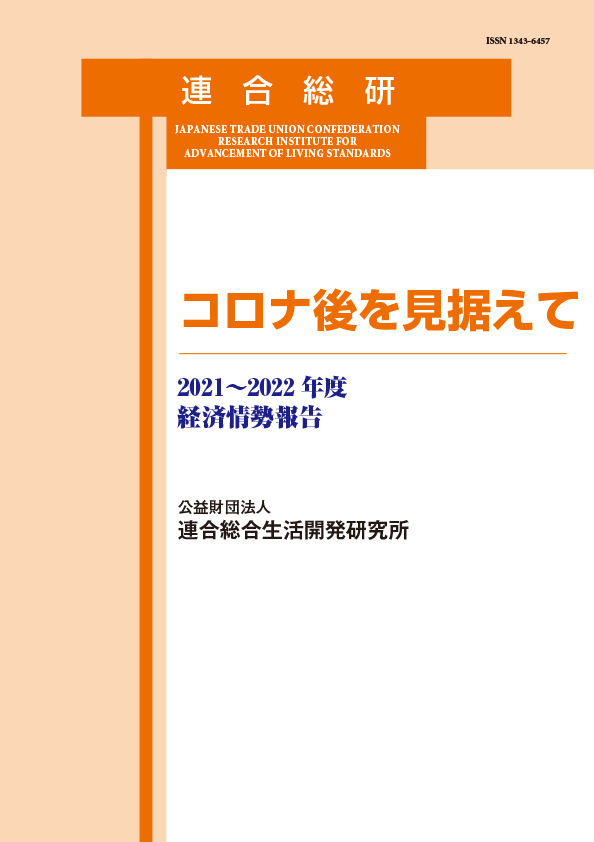 ISSN 1343-6457
連合総研
JAPANESE TRADE UNION CONFEDERATION
RESEARCH INSTITUTE FOR
ADVANCEMENT OF LIVING STANDARDS
コロナ後を見据えて
2021〜2022 年度
経済情勢報告
公益財団法人
連合総合生活開発研究所